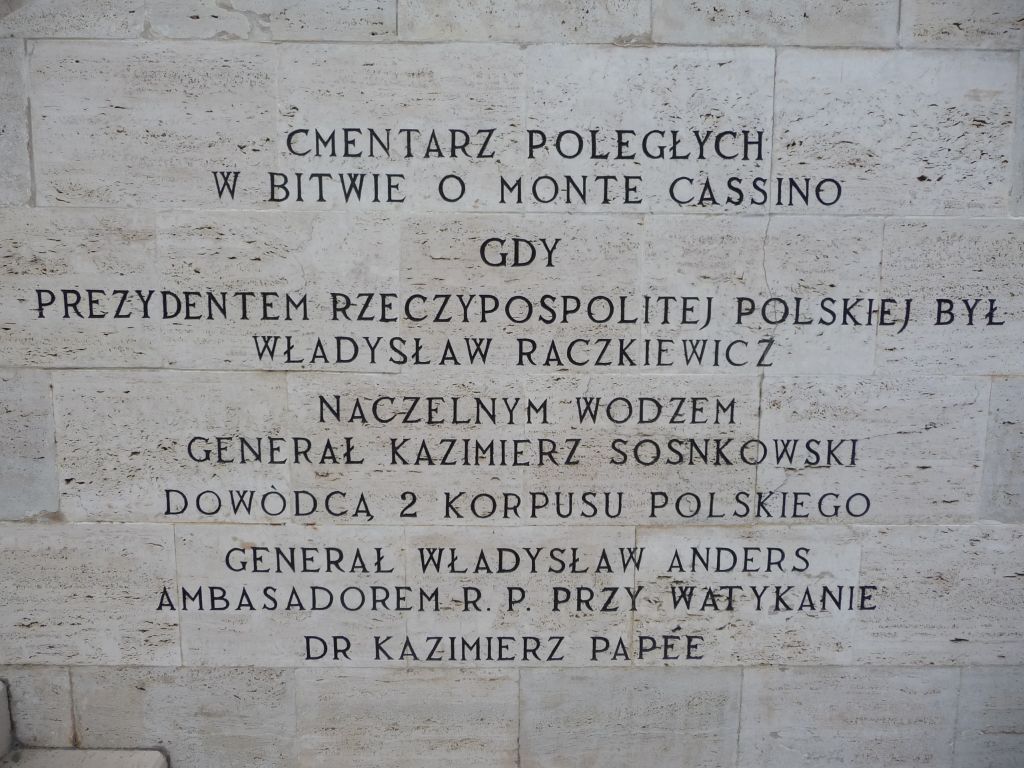 CMENTARZ POLEGŁYCH
W BITWIE O MONTE CASSINO
GDY
PREZYDENTEM RZECZYPOSPOLITEJ POLSKIEJ BYŁ
WŁADYSŁAW RACZKIEWICZ
NACZELNYM WODZEM
GENERAŁ KAZIMIERZ SOSNKOWSKI
DOWÒDCĄ 2 KORPUSU POLSKIEGO
GENERAŁ WŁADYSŁAW ANDERS
AMBASADOREM R. P. PRZY WATYKANIE
DR KAZIMIERZ PAPÉE